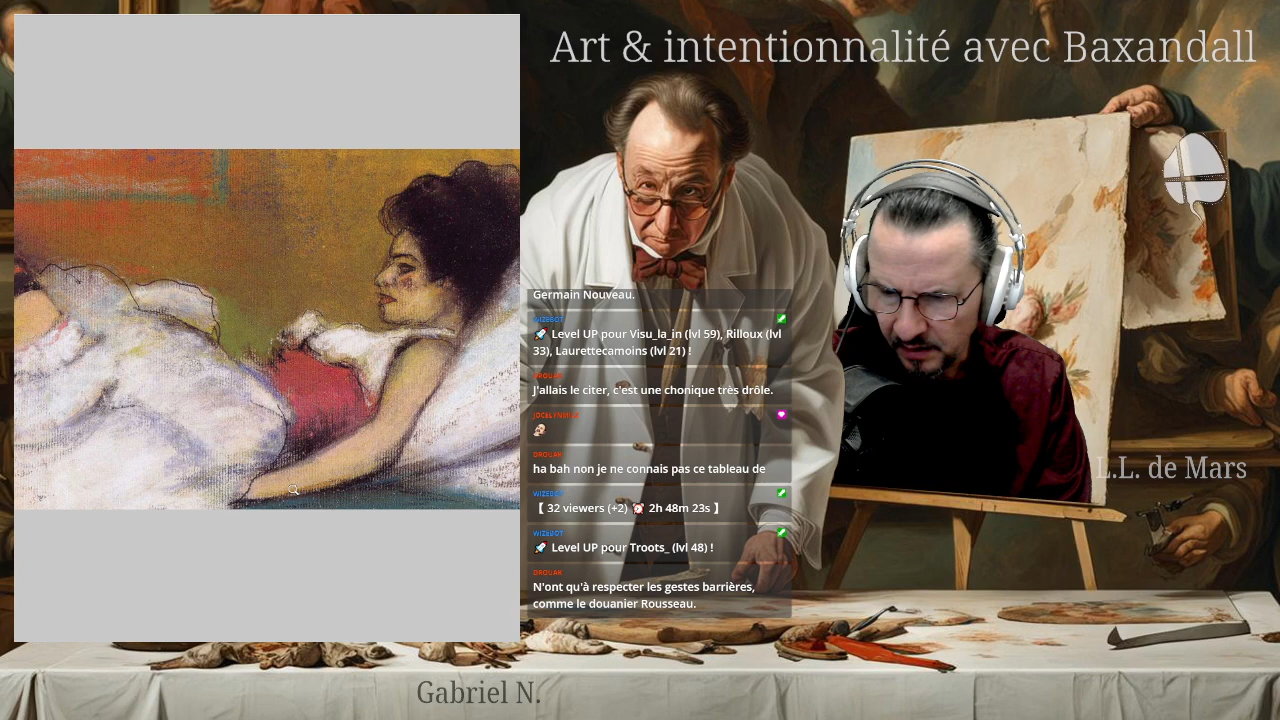 Art & intentionnalité avec Baxandall
Germain Nouveau.
WIZEBOT
Level UP pour Visu_la_in (lvl 59), Rilloux (lvl
33), Laurettecamoins (lvl 21) !
DROUAK
J'allais le citer, c'est une chonique très drôle.
DROUAK
ha bah non je ne connais pas ce tableau de
WIZEBOT
【 32 viewers (+2) ⏰ 2h 48m 23s 】
WIZEBOT
Level UP pour Troots_ (lvl 48) !
DROUAK
N'ont qu'à respecter les gestes barrières,
comme le douanier Rousseau.
L.L. de Mars
Gabriel N.